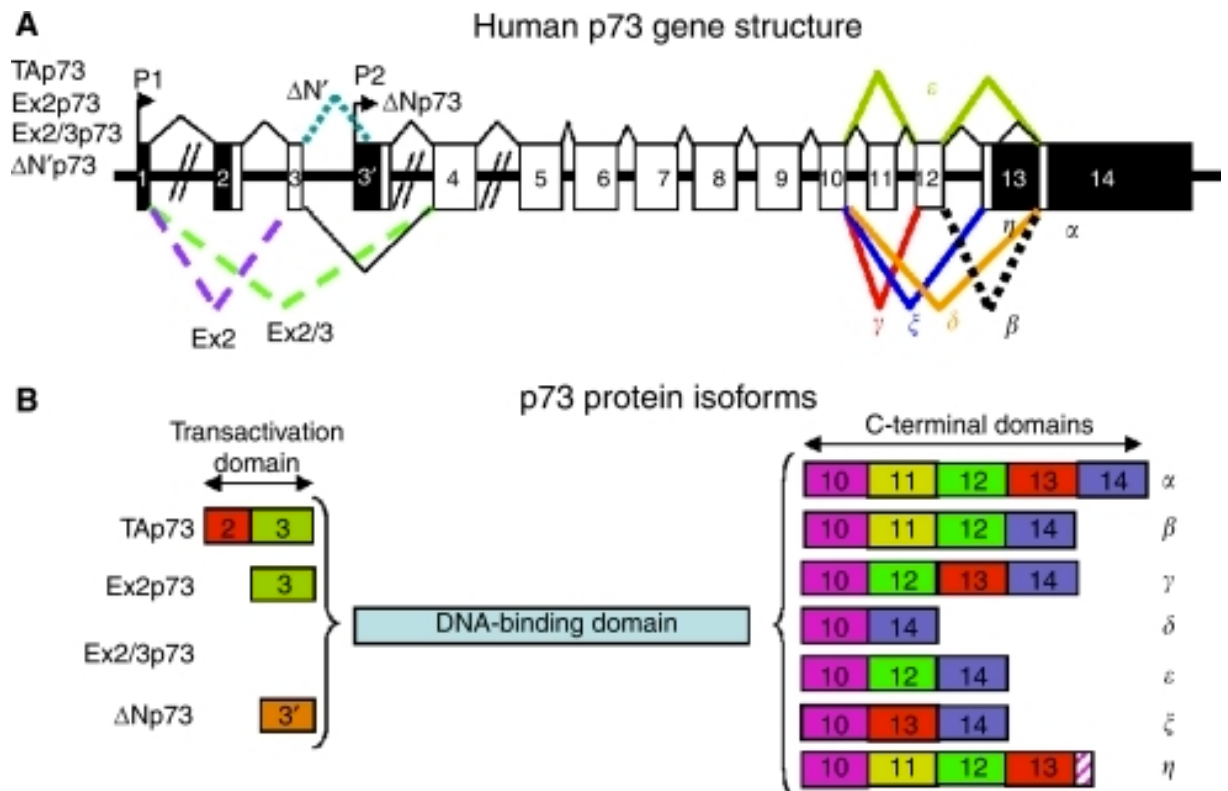 A
Human p73 gene structure
TAp73
Ex2p73
Ex2/3p73
ΔN′p73
P1
ΔN′
P2
ΔNp73
ε
1
2
3
3′
4
5
6
7
8
9
10
11
12
13
14
η
α
Ex2
Ex2/3
γ
ξ
δ
β
B
p73 protein isoforms
Transactivation
domain
C-terminal domains
TAp73
2 3
Ex2p73
3
Ex2/3p73
ΔNp73
3′
DNA-binding domain
10 11 12 13 14 α
10 11 12 14 β
10 12 13 14 γ
10 14 δ
10 12 14 ε
10 13 14 ξ
10 11 12 13 η